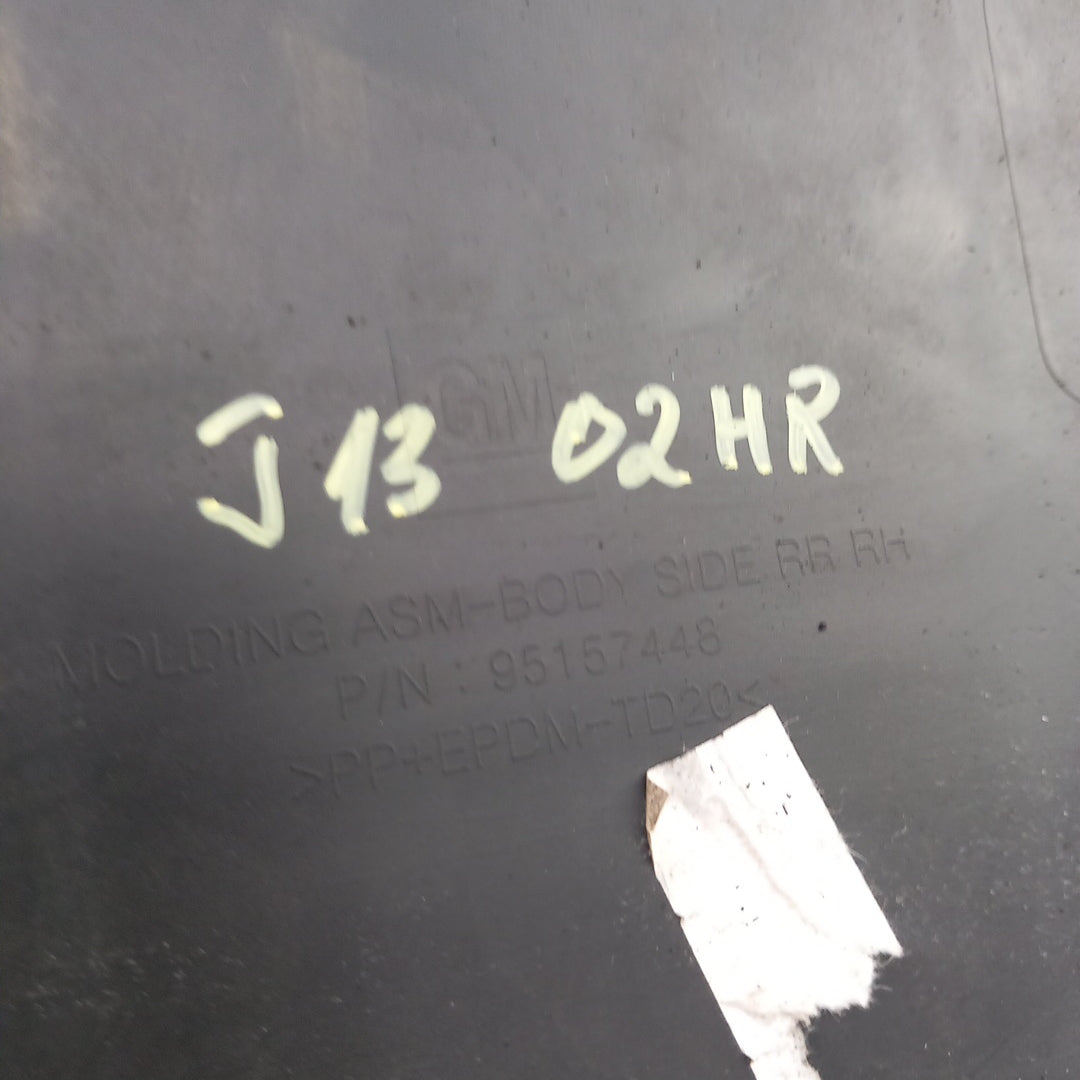 GM
J13 02HR
MOLDING ASM-BODY SIDE RR RH
P/N : 95157448
>PP+EPDM-TD20<